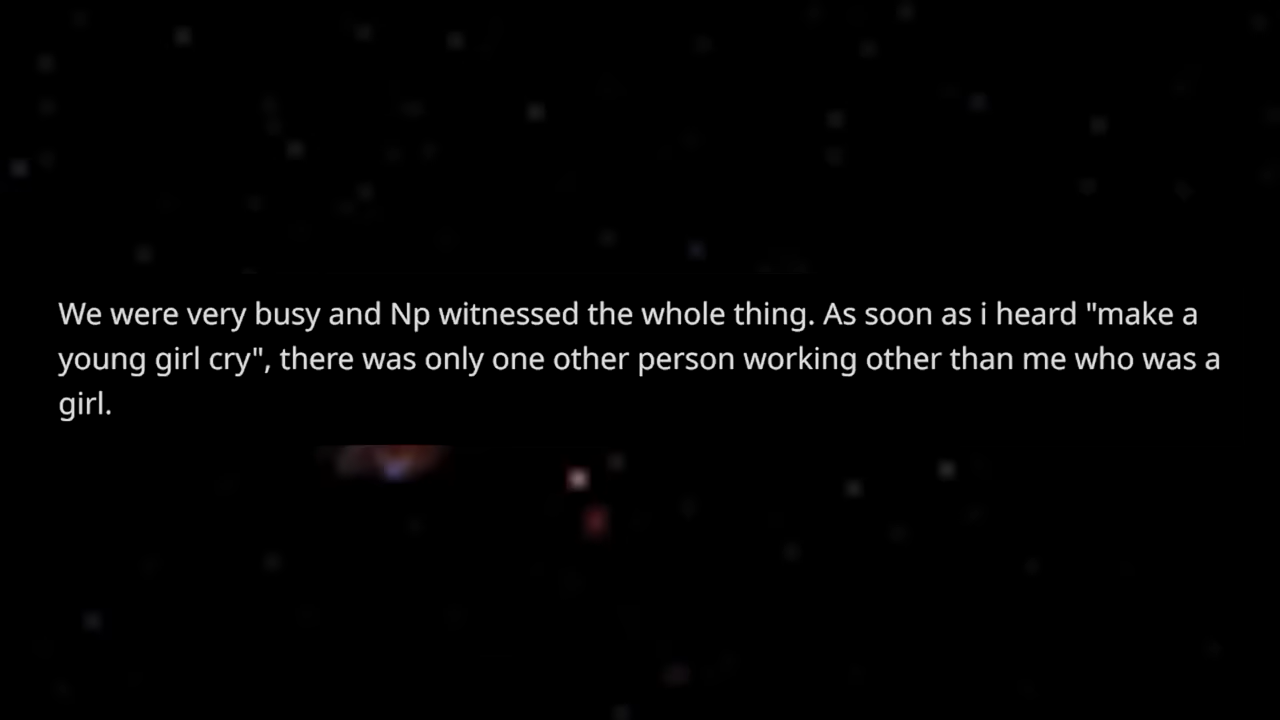 We were very busy and Np witnessed the whole thing. As soon as i heard "make a
young girl cry", there was only one other person working other than me who was a
girl.